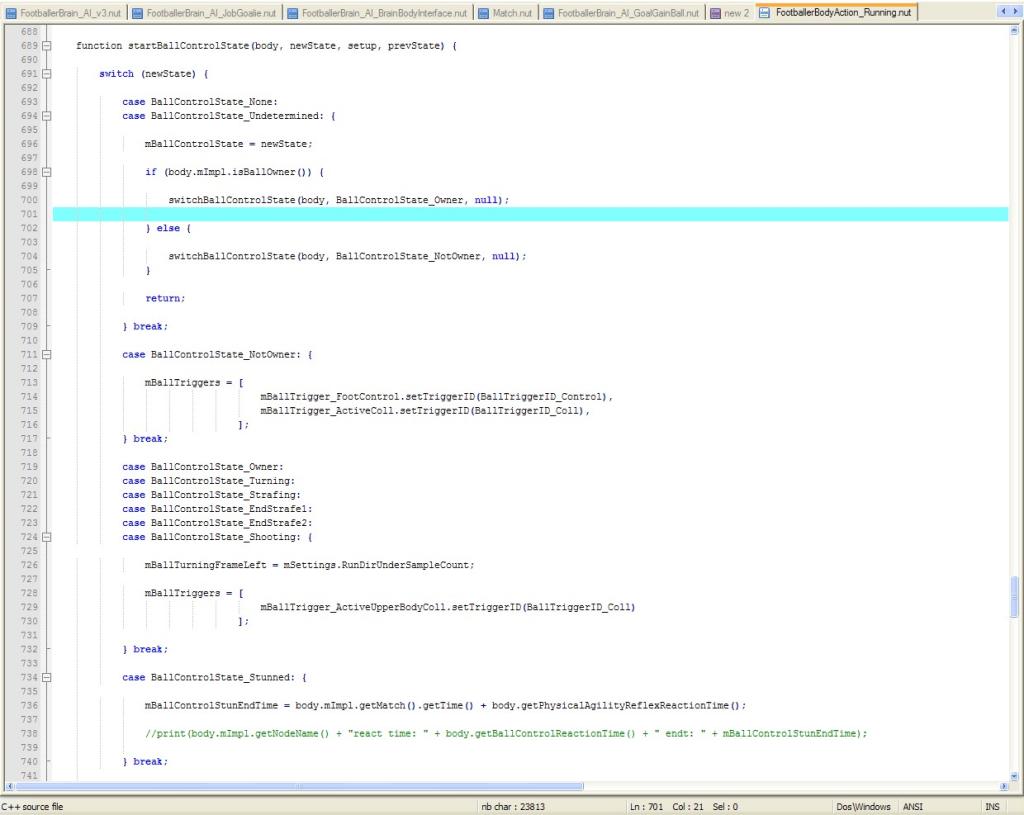 FootballerBrain_AI_v3.nut FootballerBrain_AI_JobGoalie.nut FootballerBrain_AI_BrainBodyInterface.nut Match.nut FootballerBrain_AI_GoalGainBall.nut new 2 FootballerBodyAction_Running.nut
688
689 function startBallControlState(body, newState, setup, prevState) {
690
691 switch (newState) {
692
693 case BallControlState_None:
694 case BallControlState_Undetermined: {
695
696 mBallControlState = newState;
697
698 if (body.mImpl.isBallOwner()) {
699
700 switchBallControlState(body, BallControlState_Owner, null);
701
702 } else {
703
704 switchBallControlState(body, BallControlState_NotOwner, null);
705 }
706
707 return;
708
709 } break;
710
711 case BallControlState_NotOwner: {
712
713 mBallTriggers = [
714 mBallTrigger_FootControl.setTriggerID(BallTriggerID_Control),
715 mBallTrigger_ActiveColl.setTriggerID(BallTriggerID_Coll),
716 ];
717 } break;
718
719 case BallControlState_Owner:
720 case BallControlState_Turning:
721 case BallControlState_Strafing:
722 case BallControlState_EndStrafe1:
723 case BallControlState_EndStrafe2:
724 case BallControlState_Shooting: {
725
726 mBallTurningFrameLeft = mSettings.RunDirUnderSampleCount;
727
728 mBallTriggers = [
729 mBallTrigger_ActiveUpperBodyColl.setTriggerID(BallTriggerID_Coll)
730 ];
731
732 } break;
733
734 case BallControlState_Stunned: {
735
736 mBallControlStunEndTime = body.mImpl.getMatch().getTime() + body.getPhysicalAgilityReflexReactionTime();
737
738 //print(body.mImpl.getNodeName() + "react time: " + body.getBallControlReactionTime() + " endt: " + mBallControlStunEndTime);
739
740 } break;
741
C++ source file nb char : 23813 Ln : 701 Col : 21 Sel : 0 Dos\Windows ANSI INS